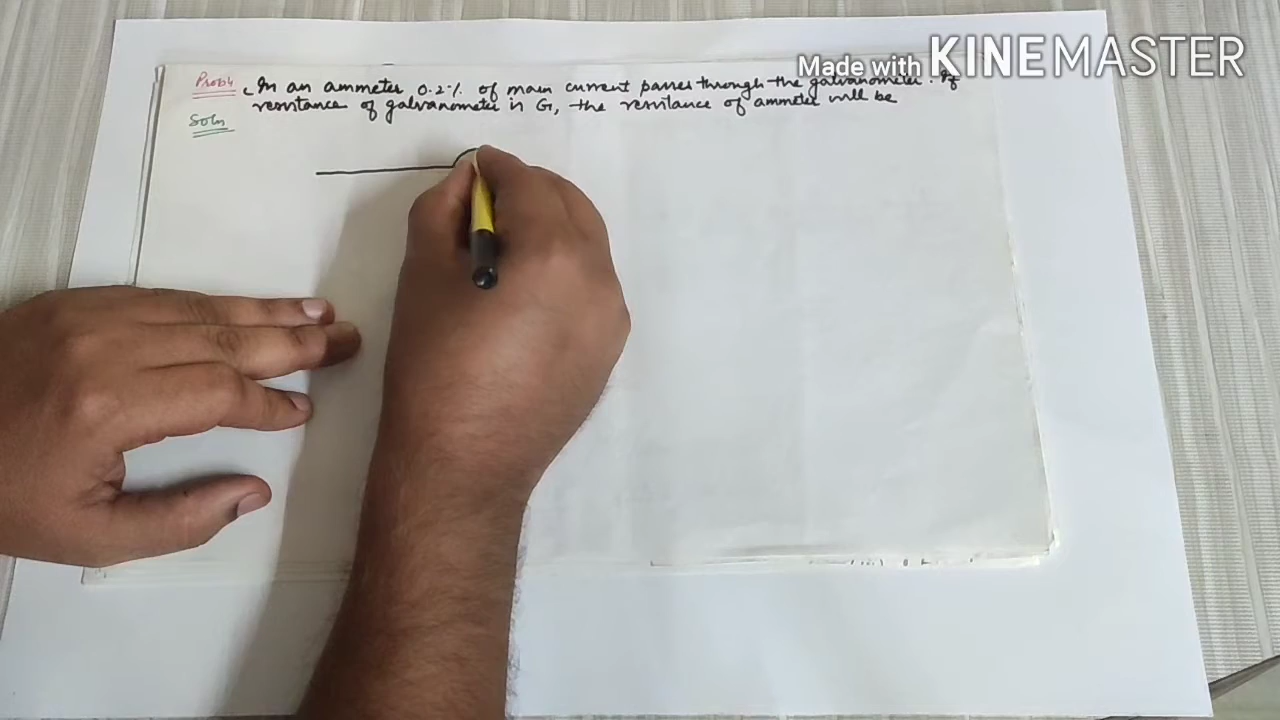 Made with KINEMASTER
Prob4 In an ammeter 0.2% of main current passes through the galvanometer. If
resistance of galvanometer is G, the resistance of ammeter will be
Soln